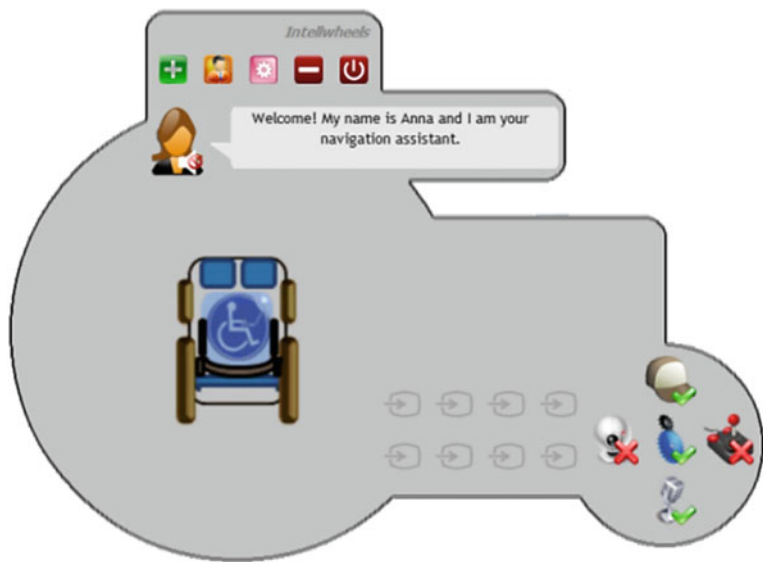 Intellwheels
Welcome! My name is Anna and I am your
navigation assistant.